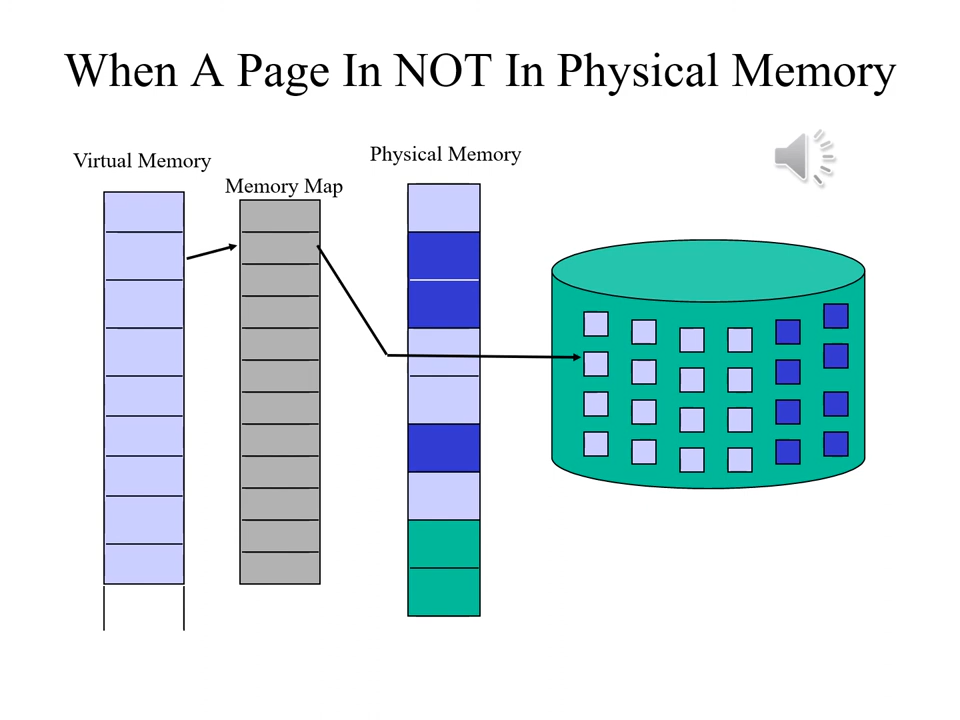 When A Page In NOT In Physical Memory
Virtual Memory
Physical Memory
Memory Map